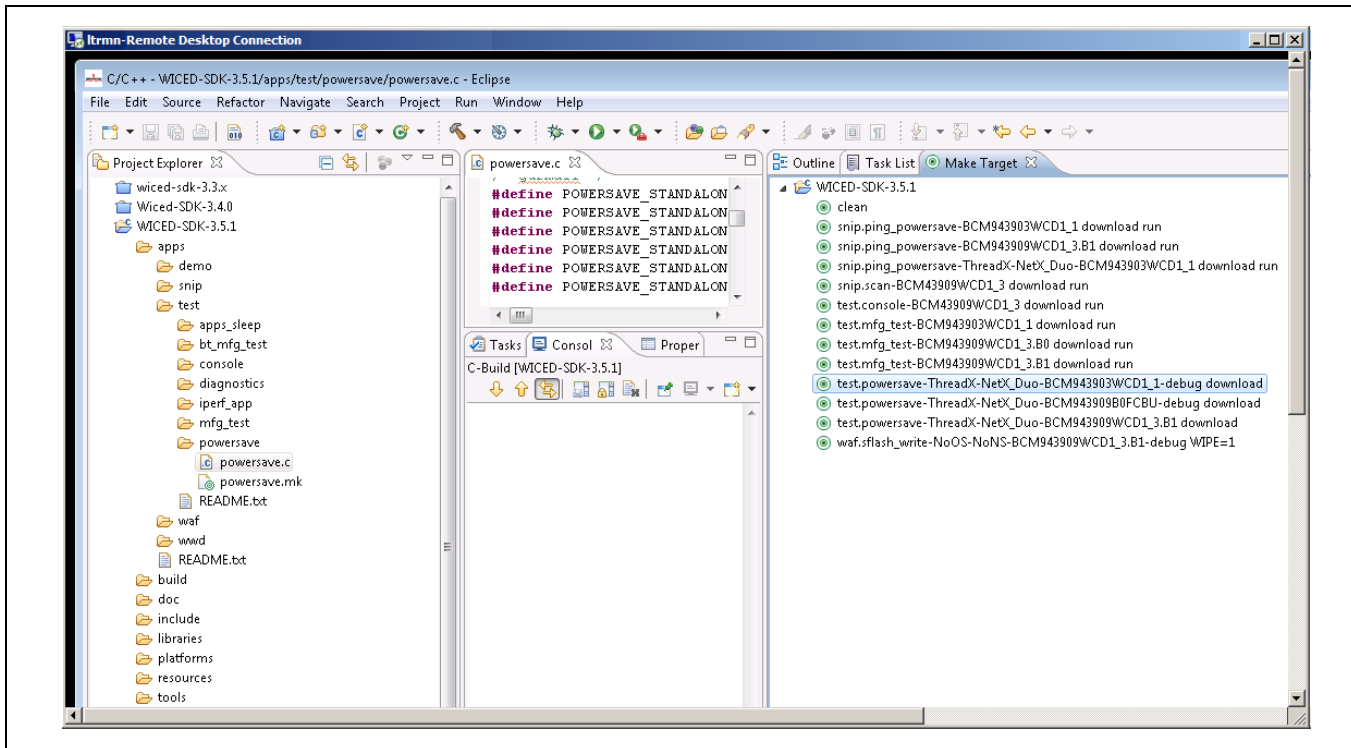 ltrmn-Remote Desktop Connection
C/C++ - WICED-SDK-3.5.1/apps/test/powersave/powersave.c - Eclipse
File Edit Source Refactor Navigate Search Project Run Window Help
Project Explorer
wiced-sdk-3.3.x
Wiced-SDK-3.4.0
WICED-SDK-3.5.1
apps
demo
snip
test
apps_sleep
bt_mfg_test
console
diagnostics
iperf_app
mfg_test
powersave
powersave.c
powersave.mk
README.txt
waf
wwd
README.txt
build
doc
include
libraries
platforms
resources
tools
powersave.c
#define POWERSAVE_STANDALON
#define POWERSAVE_STANDALON
#define POWERSAVE_STANDALON
#define POWERSAVE_STANDALON
#define POWERSAVE_STANDALON
#define POWERSAVE_STANDALON
Tasks Consol Proper
C-Build [WICED-SDK-3.5.1]
Outline Task List Make Target
WICED-SDK-3.5.1
clean
snip.ping_powersave-BCM943903WCD1_1 download run
snip.ping_powersave-BCM943909WCD1_3.B1 download run
snip.ping_powersave-ThreadX-NetX_Duo-BCM943903WCD1_1 download run
snip.scan-BCM43909WCD1_3 download run
test.console-BCM43909WCD1_3 download run
test.mfg_test-BCM943903WCD1_1 download run
test.mfg_test-BCM943909WCD1_3.B0 download run
test.mfg_test-BCM943909WCD1_3.B1 download run
test.powersave-ThreadX-NetX_Duo-BCM943903WCD1_1-debug download
test.powersave-ThreadX-NetX_Duo-BCM943909B0FCBU-debug download
test.powersave-ThreadX-NetX_Duo-BCM943909WCD1_3.B1 download
waf.sflash_write-NoOS-NoNS-BCM943909WCD1_3.B1-debug WIPE=1